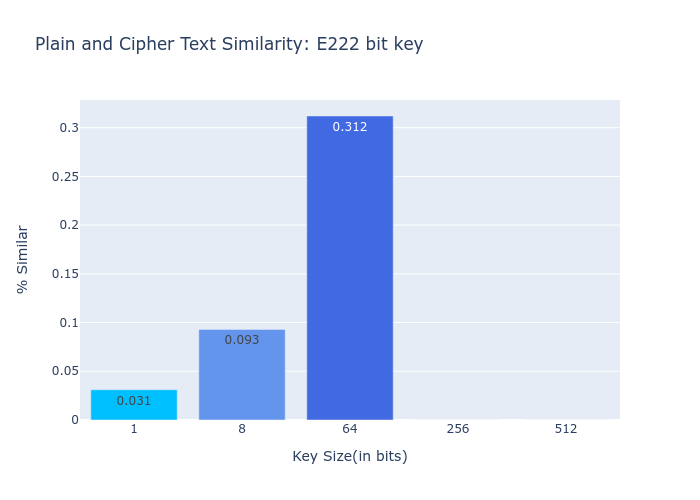 Plain and Cipher Text Similarity: E222 bit key
% Similar
0.3
0.25
0.2
0.15
0.1
0.05
0
0.031
0.093
0.312
1 8 64 256 512
Key Size(in bits)